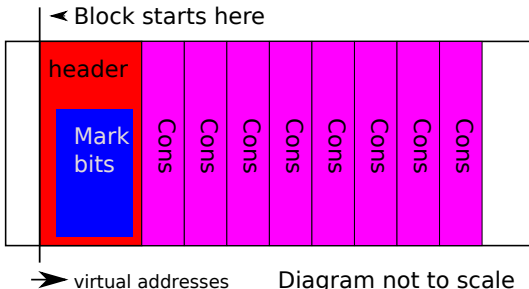 Block starts here
header
Mark
bits
Cons
Cons
Cons
Cons
Cons
Cons
Cons
Cons
virtual addresses
Diagram not to scale